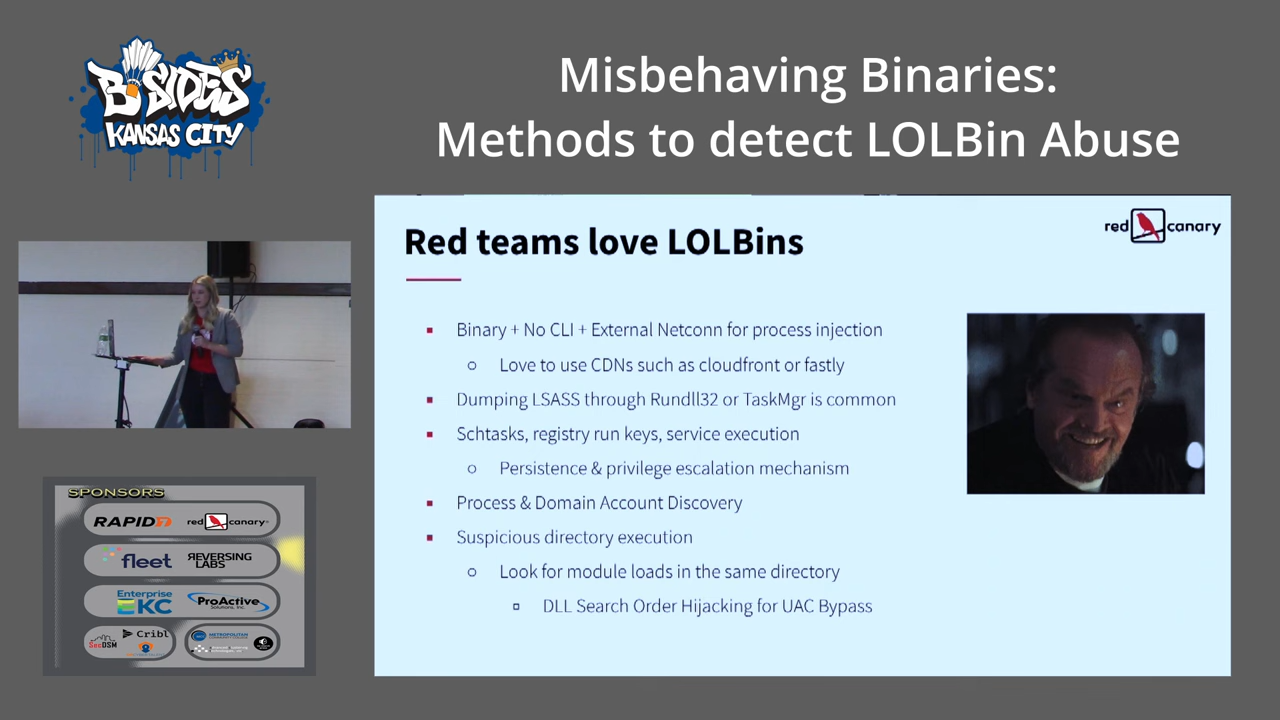 B·SIDES
KANSAS CITY
Misbehaving Binaries:
Methods to detect LOLBin Abuse
red canary
Red teams love LOLBins
Binary + No CLI + External Netconn for process injection
Love to use CDNs such as cloudfront or fastly
Dumping LSASS through Rundll32 or TaskMgr is common
Schtasks, registry run keys, service execution
Persistence & privilege escalation mechanism
Process & Domain Account Discovery
Suspicious directory execution
Look for module loads in the same directory
DLL Search Order Hijacking for UAC Bypass
SPONSORS
RAPID7 red canary
fleet REVERSING
LABS
Enterprise
KC
ProActive
Solutions, Inc.
SecDSM Cribl
METROPOLITAN